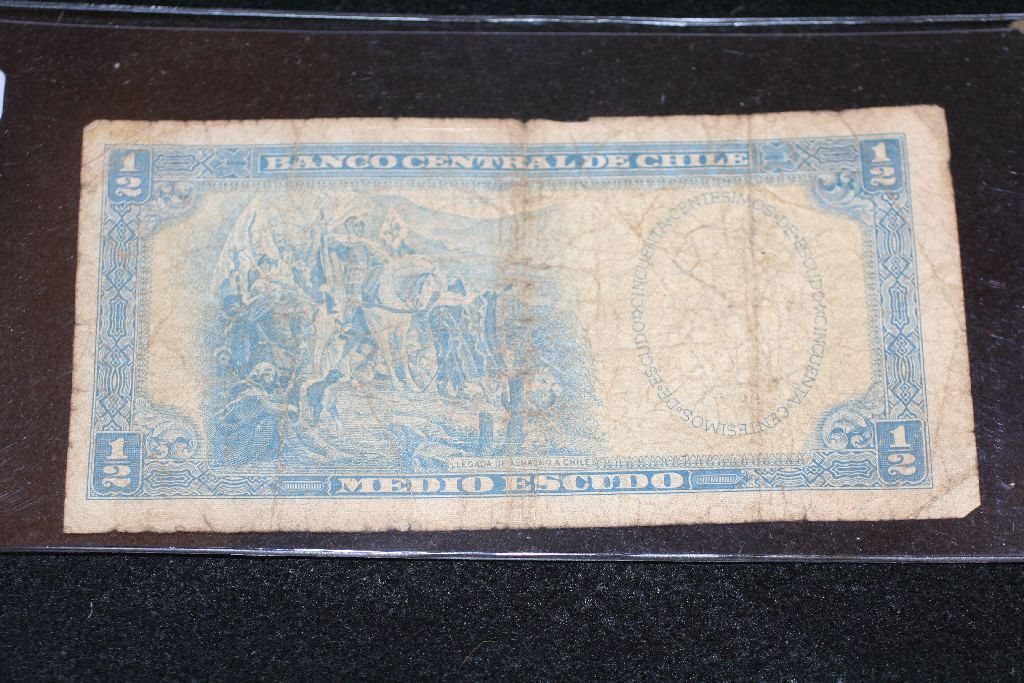 1/2 BANCO CENTRAL DE CHILE 1/2
CINCUENTA·CENTESIMOS·DE·ESCUDO·CINCUENTA·CENTESIMOS·DE·ESCUDO
LLEGADA DE ALMAGRO A CHILE
1/2 MEDIO ESCUDO 1/2